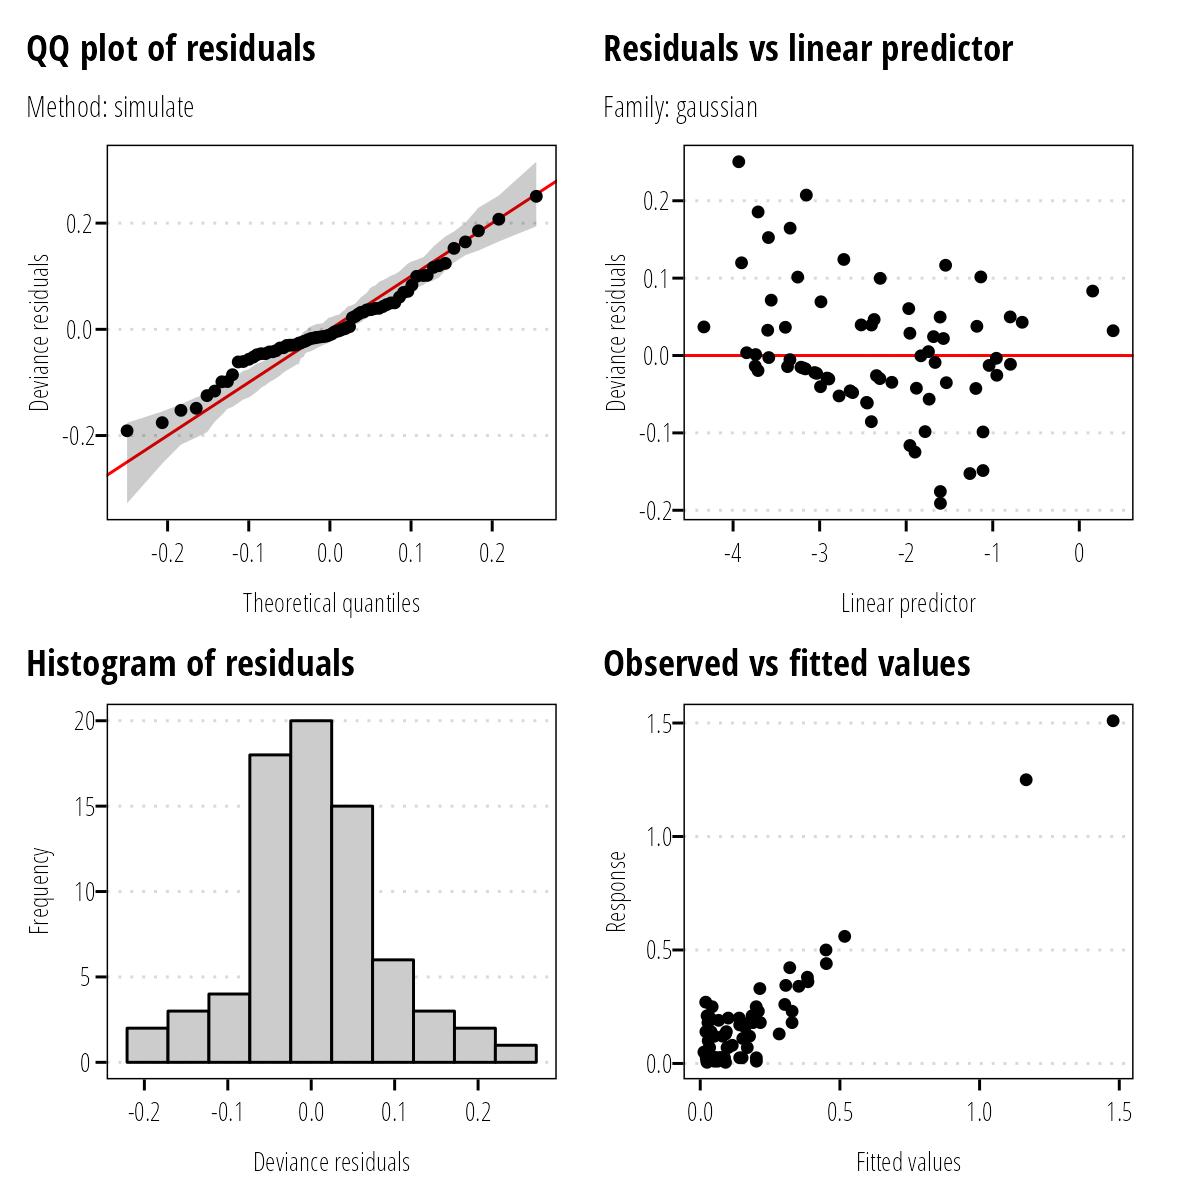 QQ plot of residuals
Method: simulate
Deviance residuals
0.2
0.0
-0.2
-0.2
-0.1
0.0
0.1
0.2
Theoretical quantiles
Residuals vs linear predictor
Family: gaussian
Deviance residuals
0.2
0.1
0.0
-0.1
-0.2
-4
-3
-2
-1
0
Linear predictor
Histogram of residuals
Frequency
20
15
10
5
0
-0.2
-0.1
0.0
0.1
0.2
Deviance residuals
Observed vs fitted values
Response
1.5
1.0
0.5
0.0
0.0
0.5
1.0
1.5
Fitted values